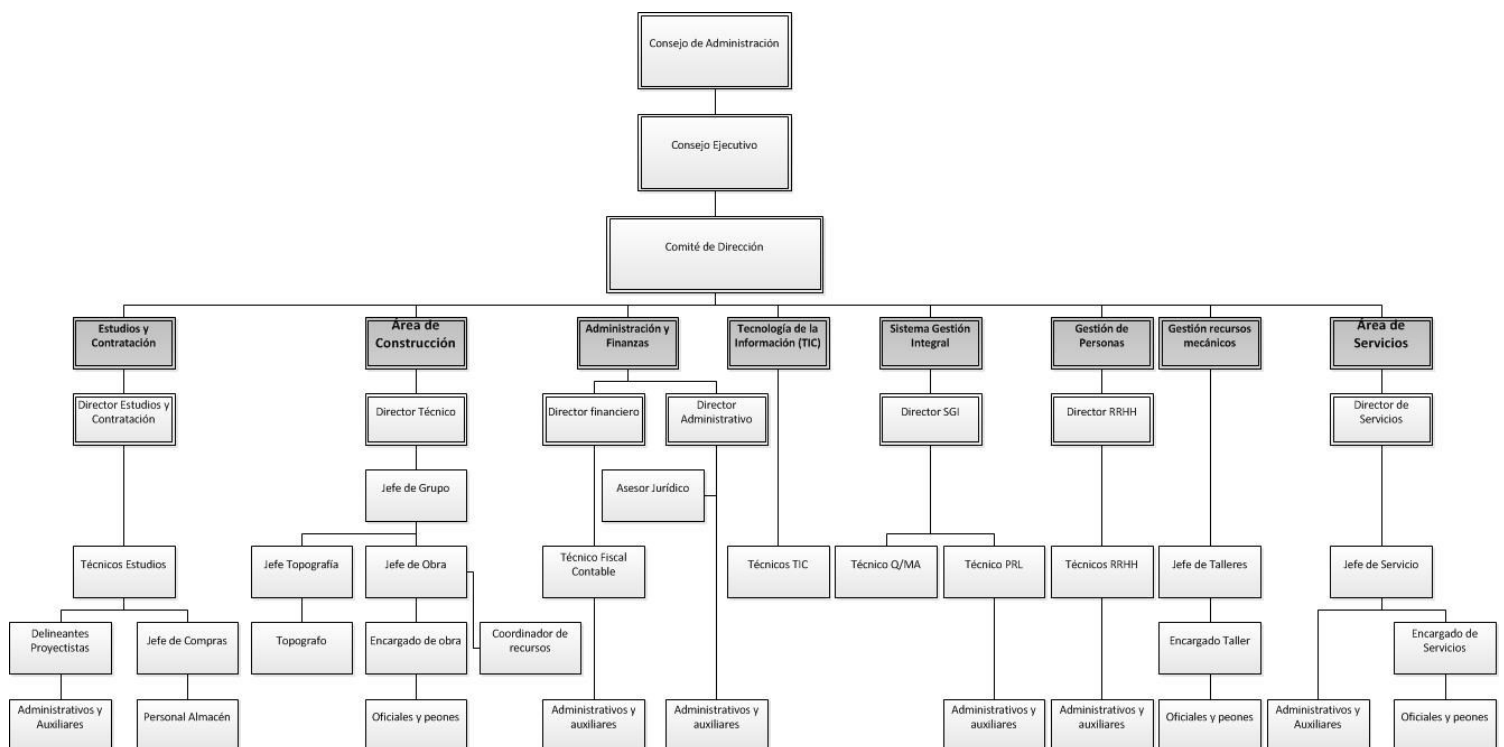 Consejo de Administración
Consejo Ejecutivo
Comité de Dirección
Estudios y
Contratación
Área de
Construcción
Administración y
Finanzas
Tecnología de la
Información (TIC)
Sistema Gestión
Integral
Gestión de
Personas
Gestión recursos
mecánicos
Área de
Servicios
Director Estudios y
Contratación
Director Técnico
Director financiero
Director
Administrativo
Director SGI
Director RRHH
Director de
Servicios
Jefe de Grupo
Asesor Jurídico
Técnicos Estudios
Jefe Topografía
Jefe de Obra
Técnico Fiscal
Contable
Técnicos TIC
Técnico Q/MA
Técnico PRL
Técnicos RRHH
Jefe de Talleres
Jefe de Servicio
Delineantes
Proyectistas
Jefe de Compras
Topografo
Encargado de obra
Coordinador de
recursos
Encargado Taller
Encargado de
Servicios
Administrativos y
Auxiliares
Personal Almacén
Oficiales y peones
Administrativos y
auxiliares
Administrativos y
auxiliares
Administrativos y
auxiliares
Administrativos y
auxiliares
Oficiales y peones
Administrativos y
Auxiliares
Oficiales y peones